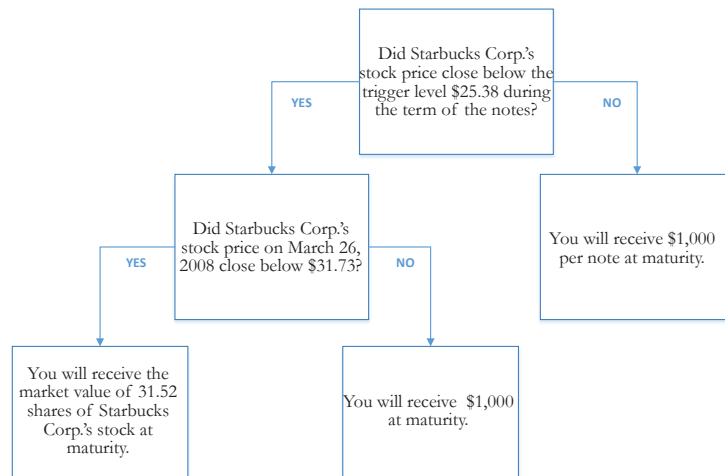 Did Starbucks Corp.'s
stock price close below the
trigger level $25.38 during
the term of the notes?
YES
NO
Did Starbucks Corp.'s
stock price on March 26,
2008 close below $31.73?
You will receive $1,000
per note at maturity.
YES
NO
You will receive the
market value of 31.52
shares of Starbucks
Corp.'s stock at
maturity.
You will receive $1,000
at maturity.